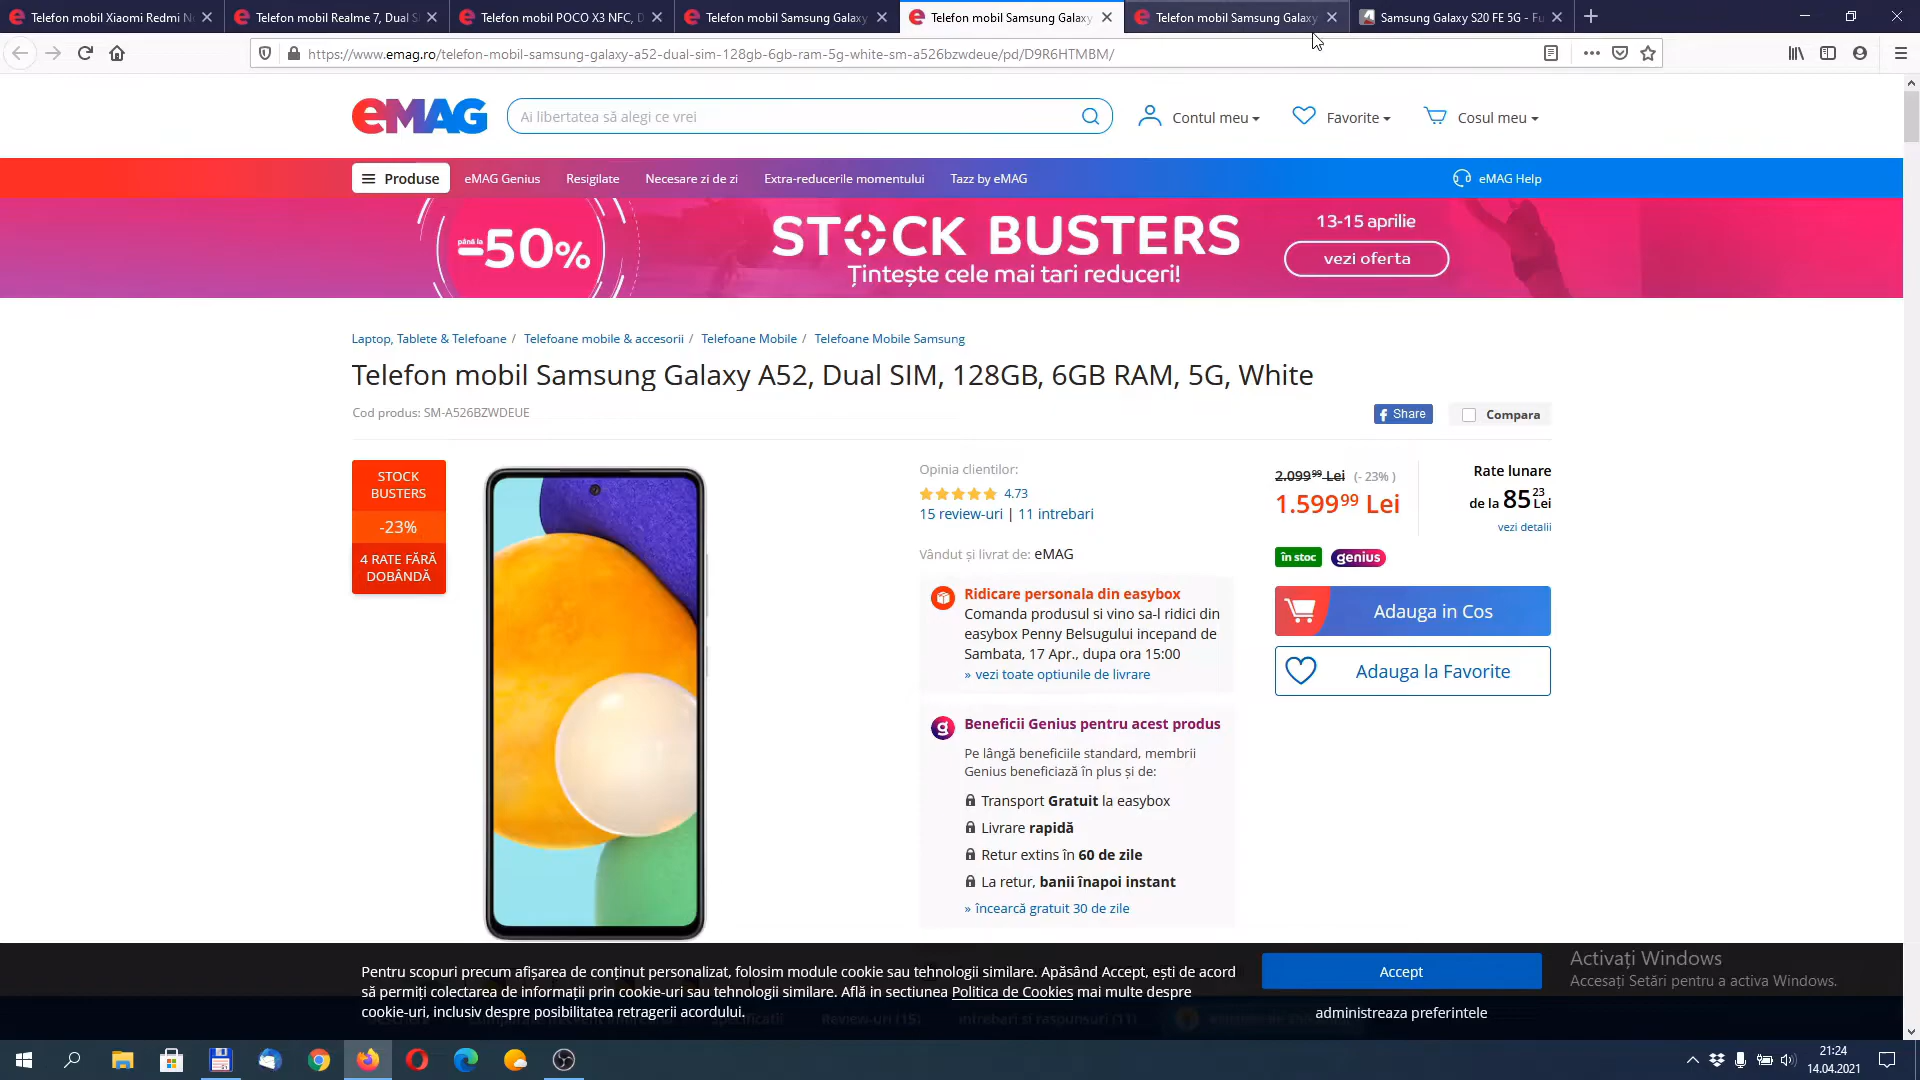 Telefon mobil Xiaomi Redmi N
Telefon mobil Realme 7, Dual S
Telefon mobil POCO X3 NFC, D
Telefon mobil Samsung Galaxy
Telefon mobil Samsung Galaxy
Telefon mobil Samsung Galaxy
Samsung Galaxy S20 FE 5G - Fu
https://www.emag.ro/telefon-mobil-samsung-galaxy-a52-dual-sim-128gb-6gb-ram-5g-white-sm-a526bzwdeue/pd/D9R6HTMBM/
eMAG
Ai libertatea să alegi ce vrei
Contul meu
Favorite
Cosul meu
Produse
eMAG Genius
Resigilate
Necesare zi de zi
Extra-reducerile momentului
Tazz by eMAG
eMAG Help
până la
-50%
STOCK BUSTERS
Țintește cele mai tari reduceri!
13-15 aprilie
vezi oferta
Laptop, Tablete & Telefoane / Telefoane mobile & accesorii / Telefoane Mobile / Telefoane Mobile Samsung
Telefon mobil Samsung Galaxy A52, Dual SIM, 128GB, 6GB RAM, 5G, White
Cod produs: SM-A526BZWDEUE
Share
Compara
STOCK
BUSTERS
-23%
4 RATE FĂRĂ
DOBÂNDĂ
Opinia clientilor:
4.73
15 review-uri | 11 intrebari
Vândut și livrat de: eMAG
Ridicare personala din easybox
Comanda produsul si vino sa-l ridici din
easybox Penny Belsugului incepand de
Sambata, 17 Apr., dupa ora 15:00
» vezi toate optiunile de livrare
Beneficii Genius pentru acest produs
Pe lângă beneficiile standard, membrii
Genius beneficiază în plus și de:
Transport Gratuit la easybox
Livrare rapidă
Retur extins în 60 de zile
La retur, banii înapoi instant
» încearcă gratuit 30 de zile
2.099⁹⁹ Lei (- 23% )
1.599⁹⁹ Lei
Rate lunare
de la 85²³ Lei
vezi detalii
în stoc
genius
Adauga in Cos
Adauga la Favorite
Pentru scopuri precum afișarea de conținut personalizat, folosim module cookie sau tehnologii similare. Apăsând Accept, ești de acord
să permiți colectarea de informații prin cookie-uri sau tehnologii similare. Află in sectiunea Politica de Cookies mai multe despre
cookie-uri, inclusiv despre posibilitatea retragerii acordului.
Accept
administreaza preferintele
Activați Windows
Accesați Setări pentru a activa Windows.
Review-uri (15)
Intrebari si raspunsuri (11)
21:24
14.04.2021